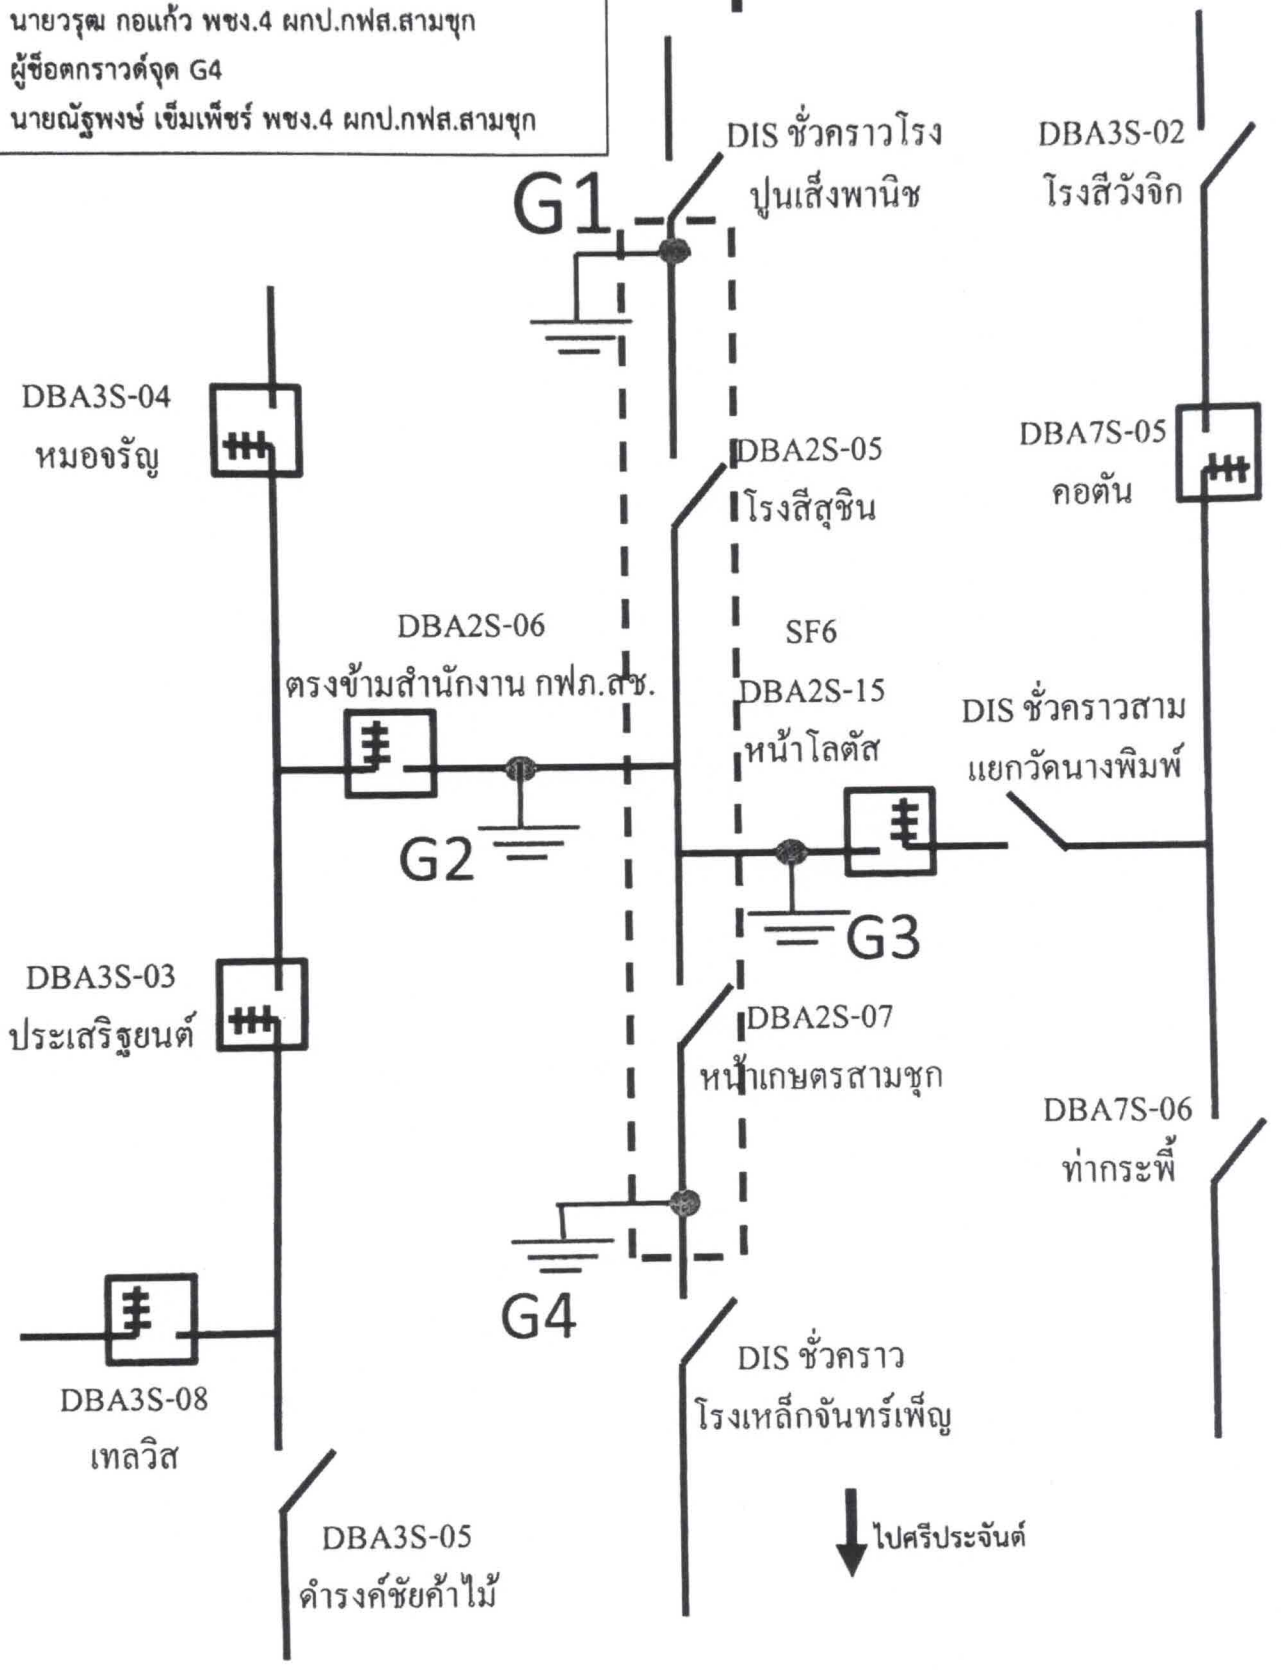 นายวรุฒ กอแก้ว พชง.4 ผกป.กฟส.สามชุก
ผู้ช็อตกราวด์จุด G4
นายณัฐพงษ์ เข็มเพ็ชร์ พชง.4 ผกป.กฟส.สามชุก
DIS ชั่วคราวโรง
ปูนเส็งพานิช
DBA3S-02
โรงสีวังจิก
G1
DBA3S-04
หมอจรัญ
DBA2S-05
โรงสีสุชิน
DBA7S-05
คอตัน
DBA2S-06
ตรงข้ามสำนักงาน กฟภ.สช.
SF6
DBA2S-15
หน้าโลตัส
DIS ชั่วคราวสาม
แยกวัดนางพิมพ์
G2
G3
DBA3S-03
ประเสริฐยนต์
DBA2S-07
หน้าเกษตรสามชุก
DBA7S-06
ท่ากระพี้
G4
DIS ชั่วคราว
โรงเหล็กจันทร์เพ็ญ
DBA3S-08
เทลวิส
DBA3S-05
ดำรงค์ชัยค้าไม้
ไปศรีประจันต์